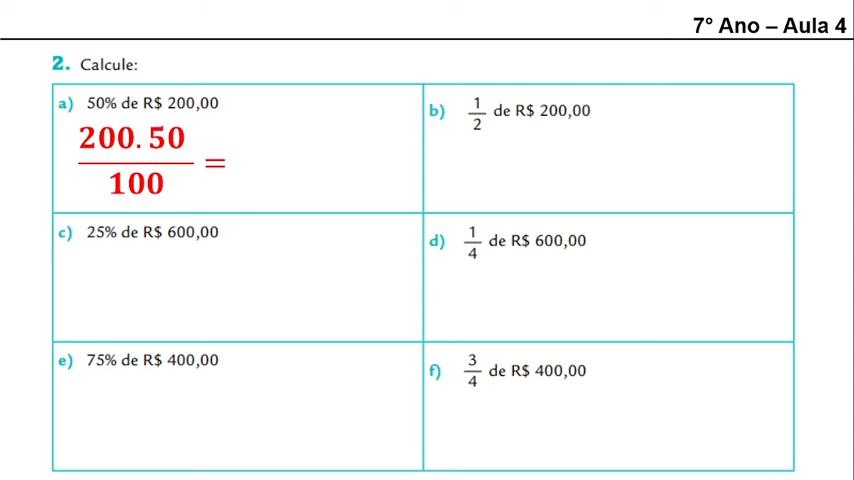 7° Ano – Aula 4
2. Calcule:
a) 50% de R$ 200,00
200.50
100
=
b) 1/2 de R$ 200,00
c) 25% de R$ 600,00
d) 1/4 de R$ 600,00
e) 75% de R$ 400,00
f) 3/4 de R$ 400,00